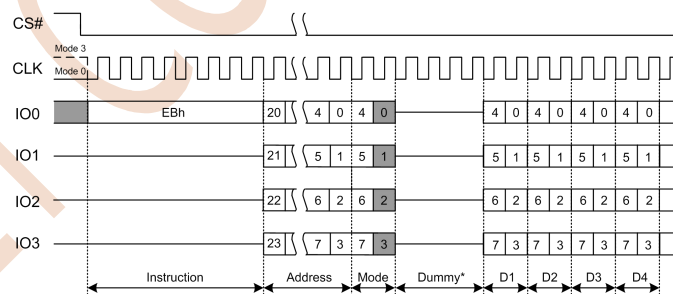 CS#
Mode 3
CLK Mode 0
IO0 EBh 20 4 0 4 0 4 0 4 0 4 0 4 0
IO1 21 5 1 5 1 5 1 5 1 5 1 5 1
IO2 22 6 2 6 2 6 2 6 2 6 2 6 2
IO3 23 7 3 7 3 7 3 7 3 7 3 7 3
Instruction Address Mode Dummy* D1 D2 D3 D4